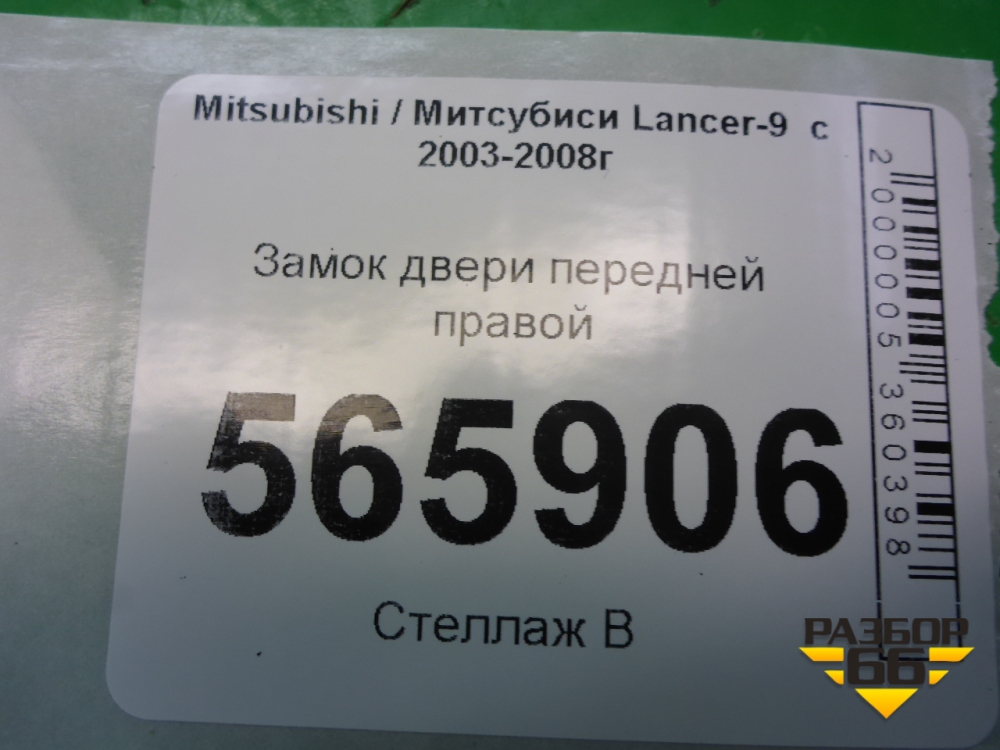 Mitsubishi / Митсубиси Lancer-9 с
2003-2008г
Замок двери передней
правой
565906
Стеллаж В
2000005360398
РАЗБОР
66